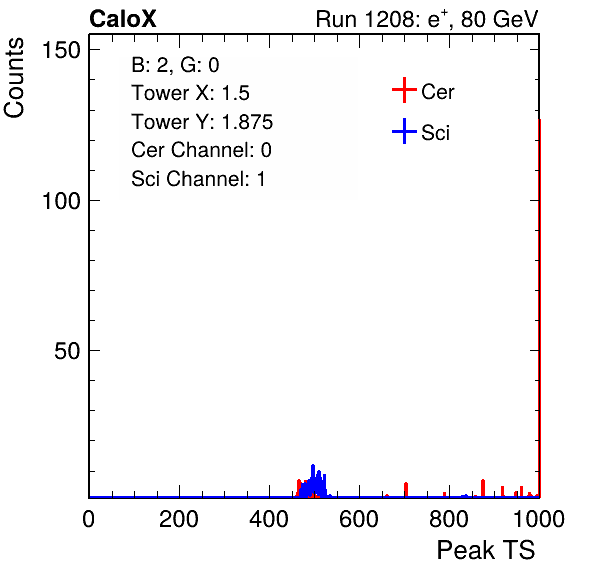 CaloX Run 1208: e⁺, 80 GeV
Counts
150
100
50
B: 2, G: 0
Tower X: 1.5
Tower Y: 1.875
Cer Channel: 0
Sci Channel: 1
Cer
Sci
0 200 400 600 800 1000
Peak TS